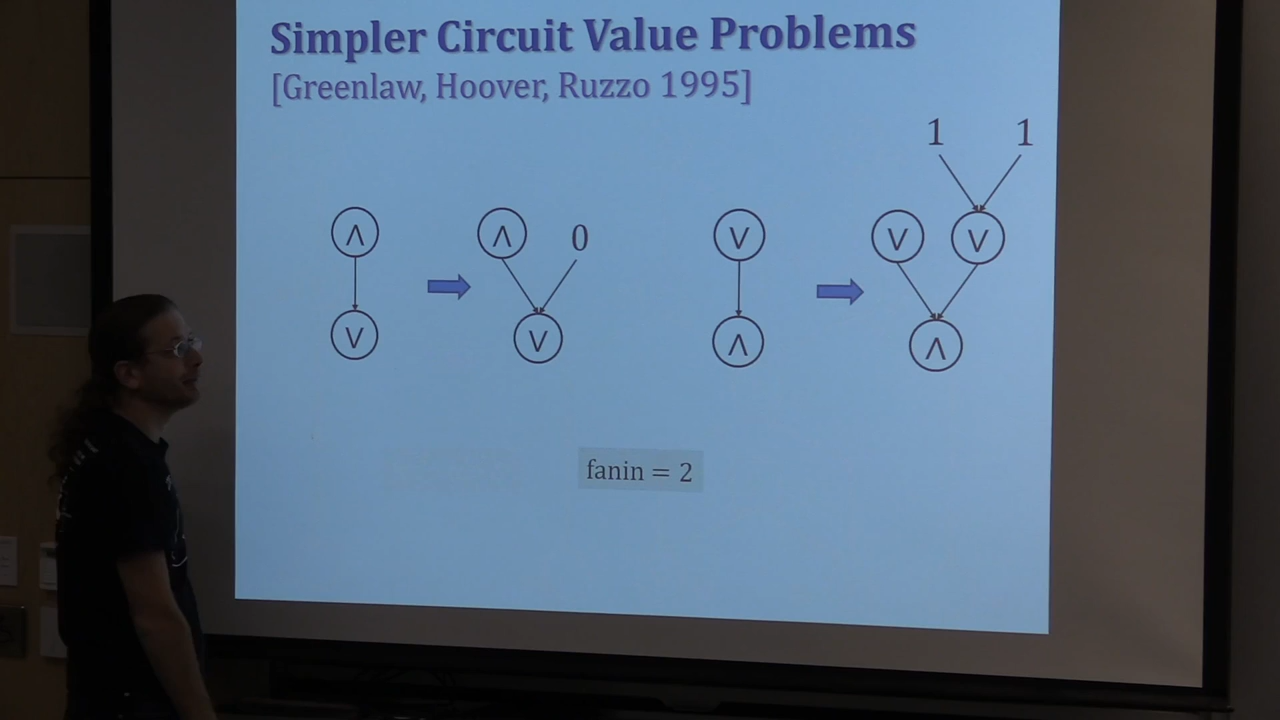 Simpler Circuit Value Problems
[Greenlaw, Hoover, Ruzzo 1995]
1 1
∧ ∧ 0 ∨ ∨ ∨
∨ ∨ ∧ ∧
fanin = 2